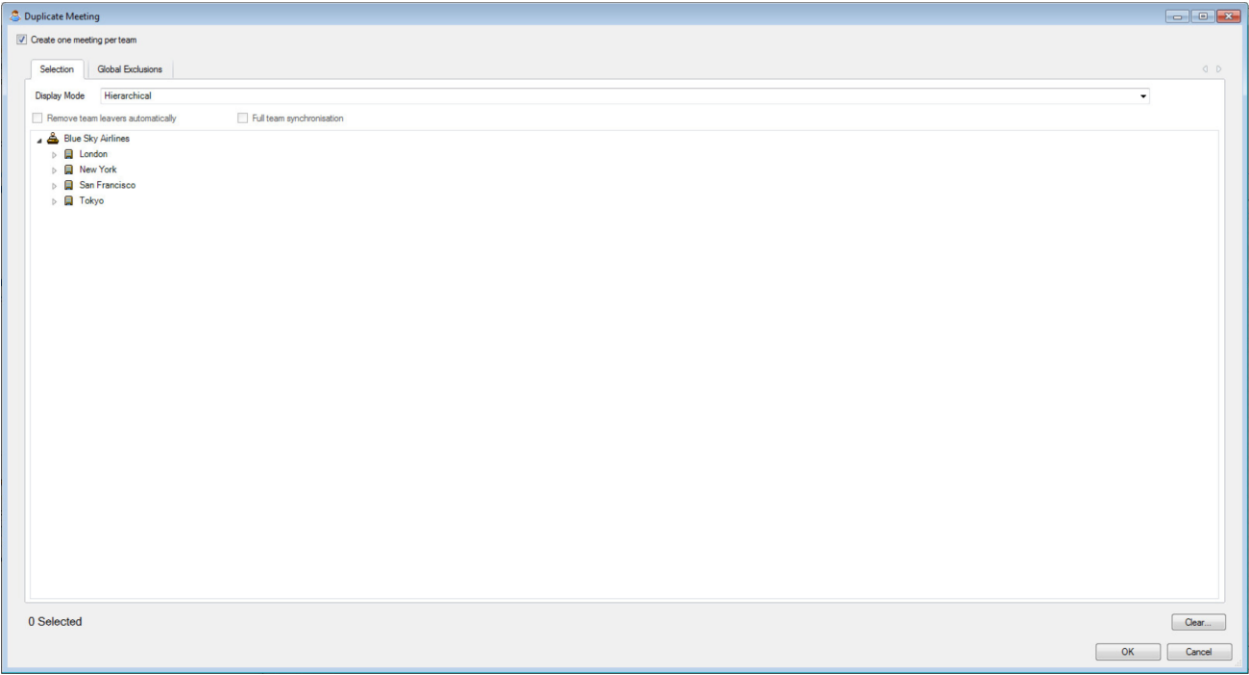 Duplicate Meeting
Create one meeting per team
Selection Global Exclusions
Display Mode Hierarchical
Remove team leavers automatically Full team synchronisation
Blue Sky Airlines
London
New York
San Francisco
Tokyo
0 Selected
Clear...
OK Cancel